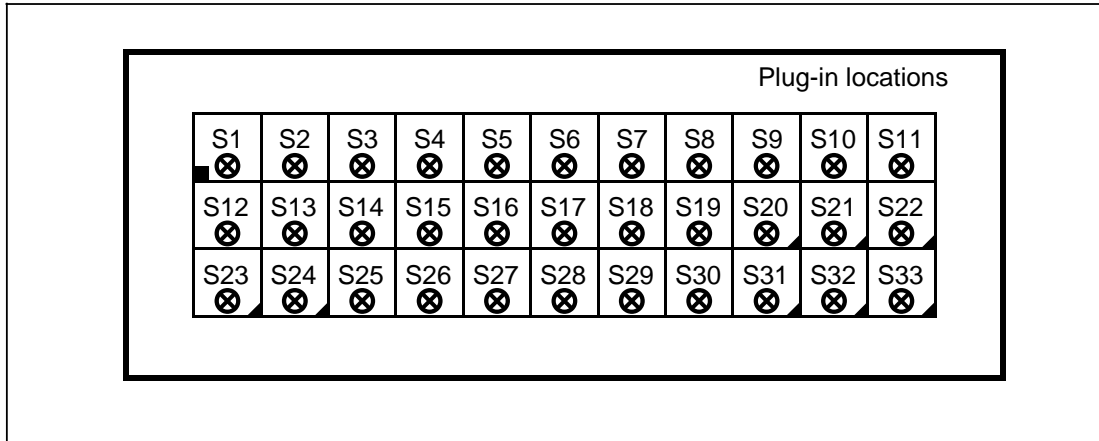 Plug-in locations
S1 S2 S3 S4 S5 S6 S7 S8 S9 S10 S11
S12 S13 S14 S15 S16 S17 S18 S19 S20 S21 S22
S23 S24 S25 S26 S27 S28 S29 S30 S31 S32 S33